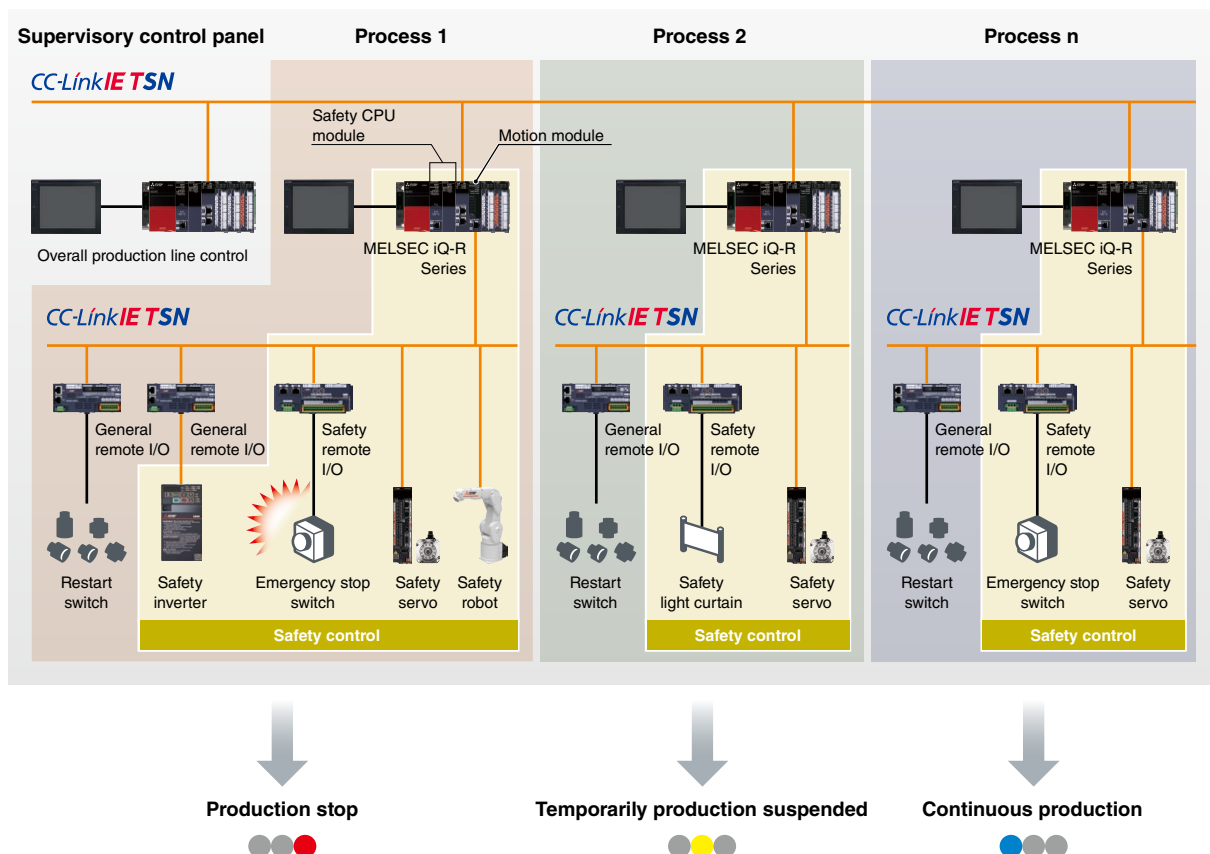 Supervisory control panel
Process 1
Process 2
Process n
CC-Link IE TSN
Safety CPU
module
Motion module
Overall production line control
MELSEC iQ-R
Series
MELSEC iQ-R
Series
MELSEC iQ-R
Series
CC-Link IE TSN
CC-Link IE TSN
CC-Link IE TSN
General
remote I/O
General
remote I/O
Safety
remote
I/O
General
remote I/O
Safety
remote
I/O
General
remote I/O
Safety
remote
I/O
Restart
switch
Safety
inverter
Emergency stop
switch
Safety
servo
Safety
robot
Restart
switch
Safety
light curtain
Safety
servo
Restart
switch
Emergency stop
switch
Safety
servo
Safety control
Safety control
Safety control
Production stop
Temporarily production suspended
Continuous production